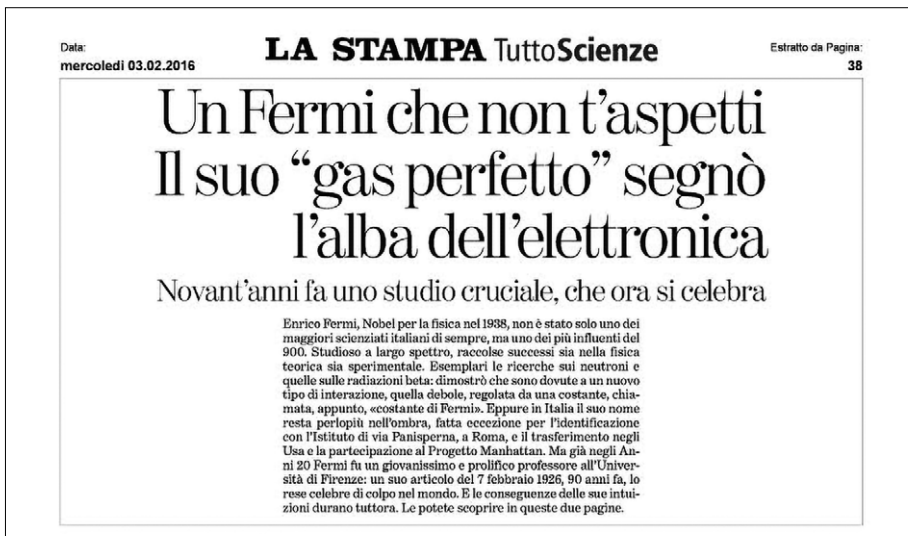 Data:
mercoledì 03.02.2016
LA STAMPA TuttoScienze
Estratto da Pagina:
38
Un Fermi che non t'aspetti
Il suo “gas perfetto” segnò
l'alba dell'elettronica
Novant'anni fa uno studio cruciale, che ora si celebra
Enrico Fermi, Nobel per la fisica nel 1938, non è stato solo uno dei
maggiori scienziati italiani di sempre, ma uno dei più influenti del
900. Studioso a largo spettro, raccolse successi sia nella fisica
teorica sia sperimentale. Esemplari le ricerche sui neutroni e
quelle sulle radiazioni beta: dimostrò che sono dovute a un nuovo
tipo di interazione, quella debole, regolata da una costante, chia-
mata, appunto, «costante di Fermi». Eppure in Italia il suo nome
resta perlopiù nell'ombra, fatta eccezione per l'identificazione
con l'Istituto di via Panisperna, a Roma, e il trasferimento negli
Usa e la partecipazione al Progetto Manhattan. Ma già negli An-
ni 20 Fermi fu un giovanissimo e prolifico professore all'Univer-
sità di Firenze: un suo articolo del 7 febbraio 1926, 90 anni fa, lo
rese celebre di colpo nel mondo. E le conseguenze delle sue intui-
zioni durano tuttora. Le potete scoprire in queste due pagine.